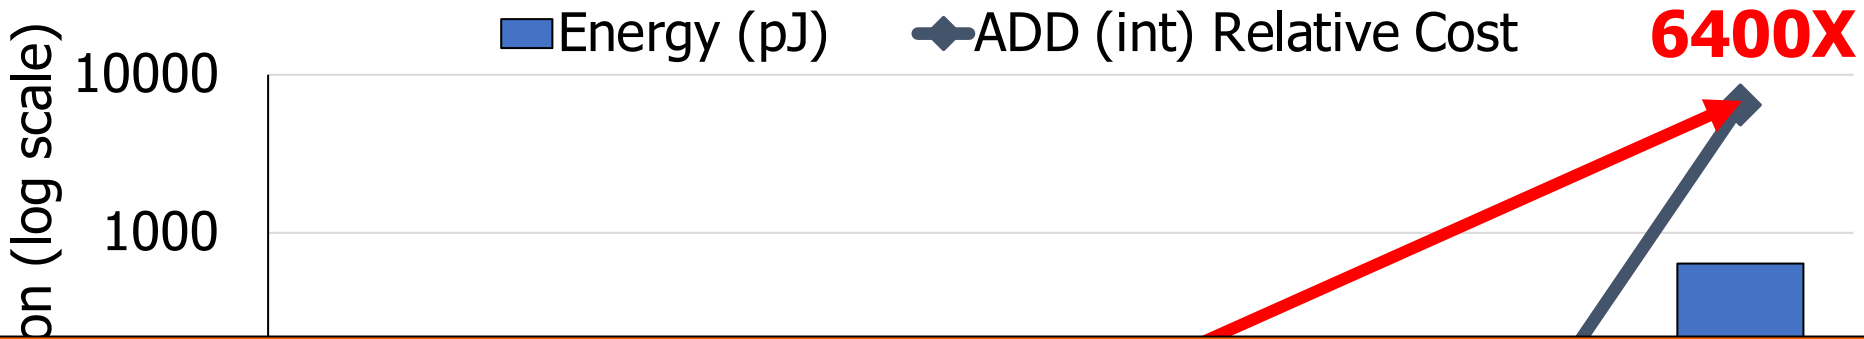 Energy (pJ)
ADD (int) Relative Cost
6400X
10000
1000
(log scale)